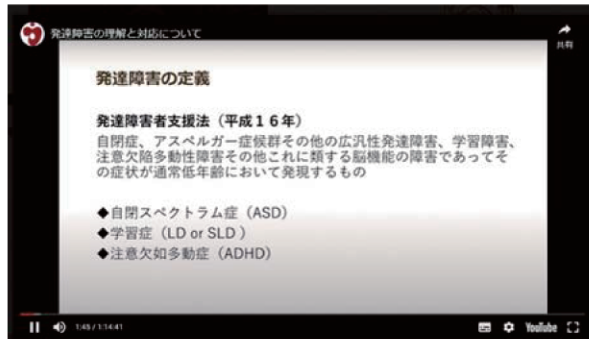 発達障害の理解と対応について
共有
発達障害の定義
発達障害者支援法（平成１６年）
自閉症、アスペルガー症候群その他の広汎性発達障害、学習障害、
注意欠陥多動性障害その他これに類する脳機能の障害であってそ
の症状が通常低年齢において発現するもの
◆自閉スペクトラム症（ASD）
◆学習症（LD or SLD ）
◆注意欠如多動症（ADHD）
1:45 / 1:14:41
YouTube